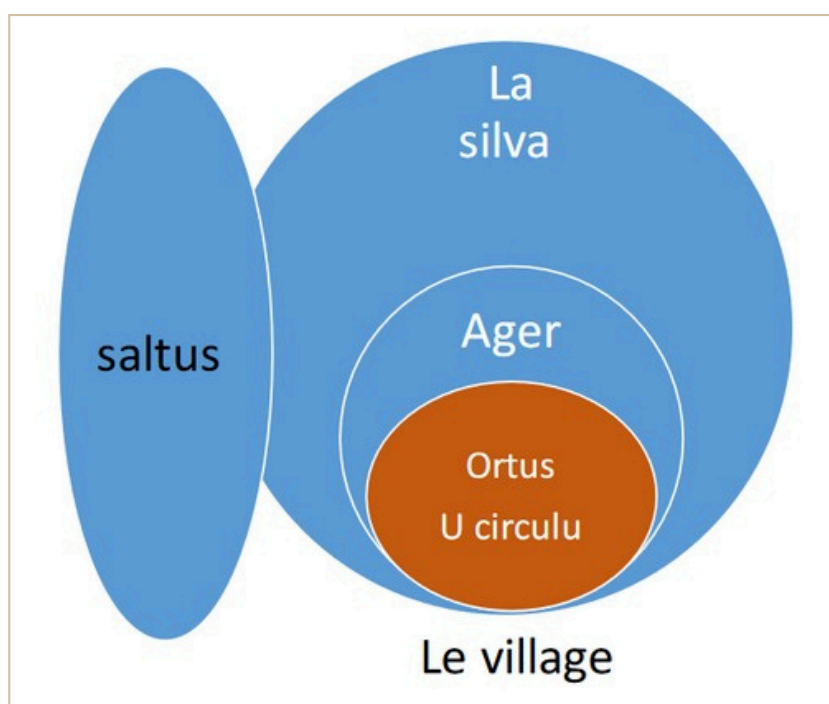 La
silva
saltus
Ager
Ortus
U circulu
Le village